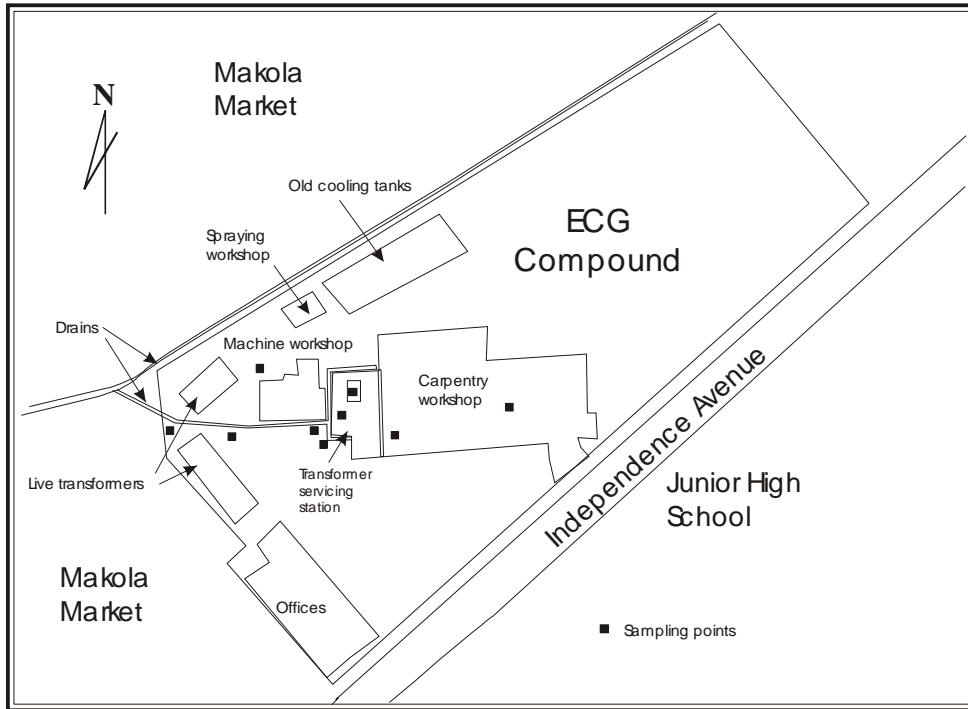 Makola
Market
N
Old cooling tanks
Spraying
workshop
ECG
Compound
Drains
Machine workshop
Carpentry
workshop
Independence Avenue
Live transformers
Transformer
servicing
station
Junior High
School
Makola
Market
Offices
Sampling points